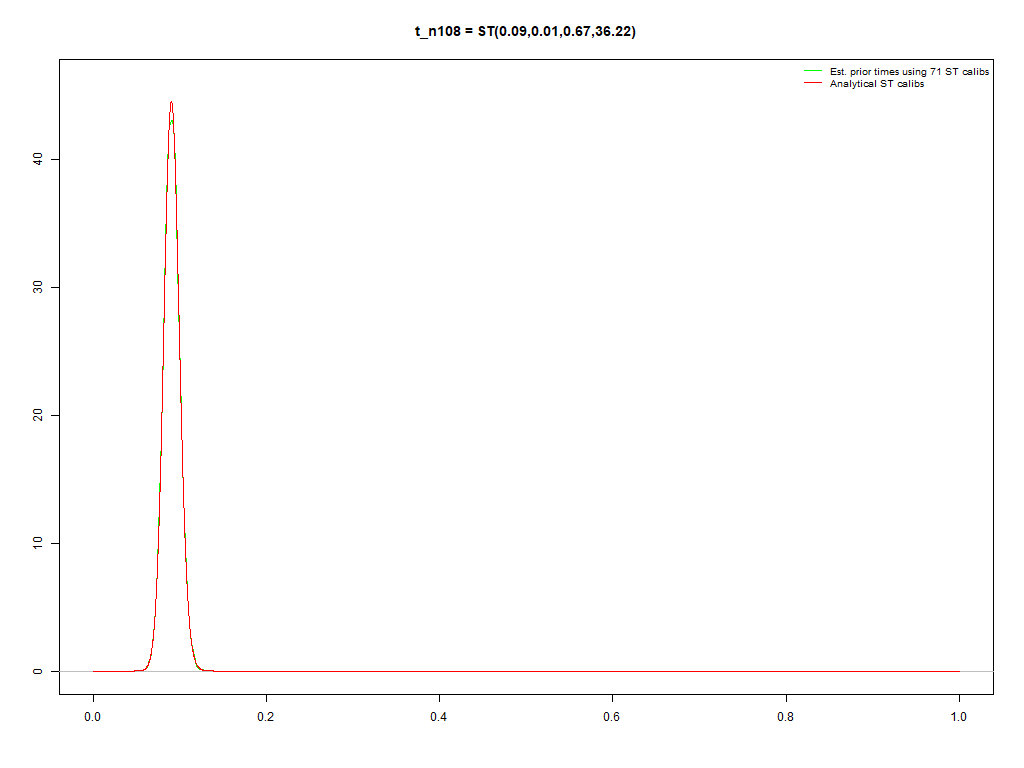 t_n108 = ST(0.09,0.01,0.67,36.22)
Est. prior times using 71 ST calibs
Analytical ST calibs
40
30
20
10
0
0.0 0.2 0.4 0.6 0.8 1.0